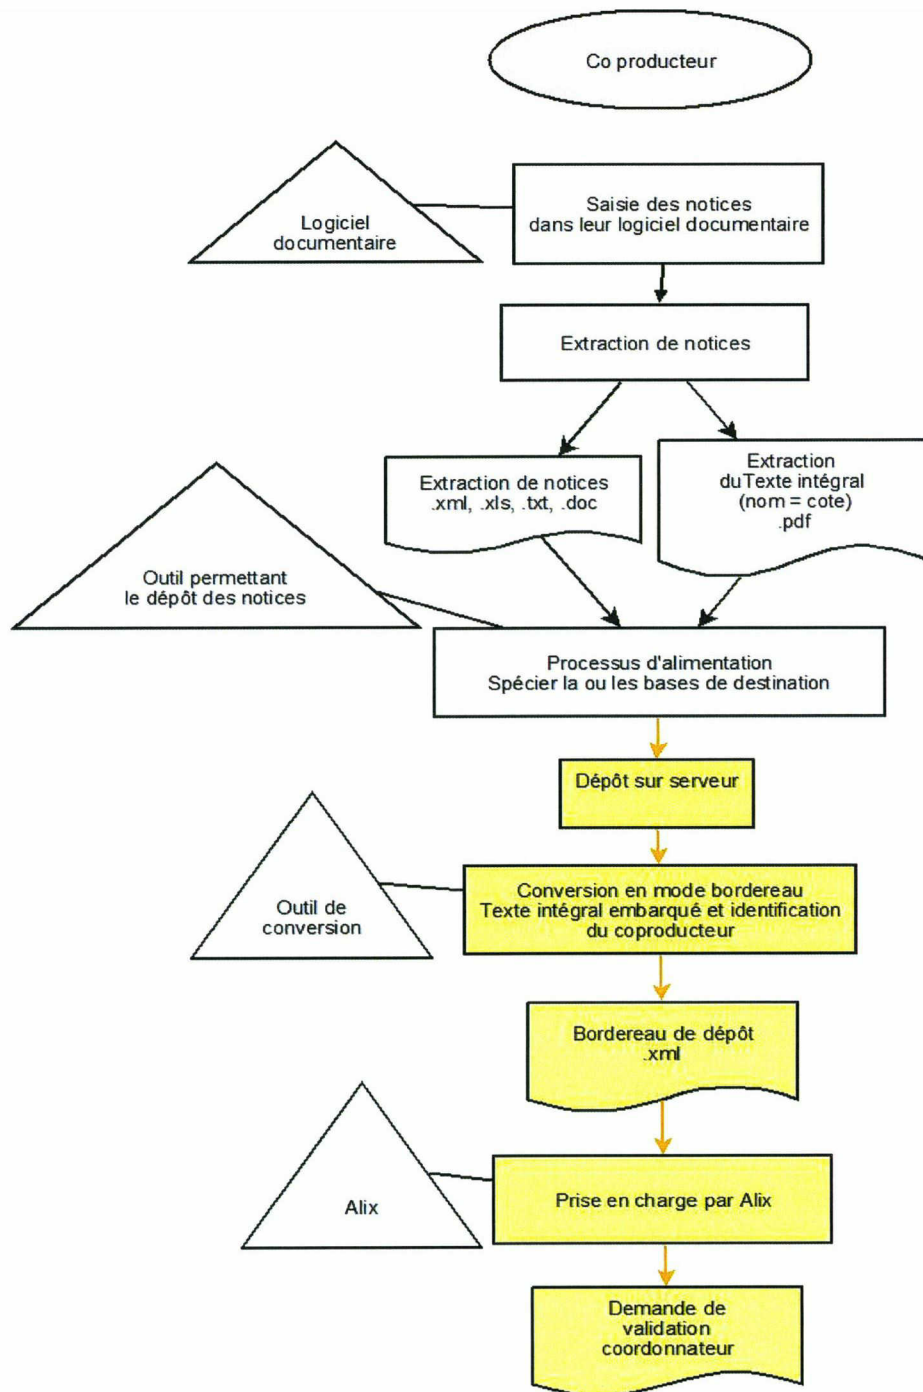 Co producteur
Logiciel
documentaire
Saisie des notices
dans leur logiciel documentaire
Extraction de notices
Extraction de notices
.xml, .xls, .txt, .doc
Extraction
duTexte intégral
(nom = cote)
.pdf
Outil permettant
le dépôt des notices
Processus d'alimentation
Spécier la ou les bases de destination
Dépôt sur serveur
Outil de
conversion
Conversion en mode bordereau
Texte intégral embarqué et identification
du coproducteur
Bordereau de dépôt
.xml
Alix
Prise en charge par Alix
Demande de
validation
coordonnateur